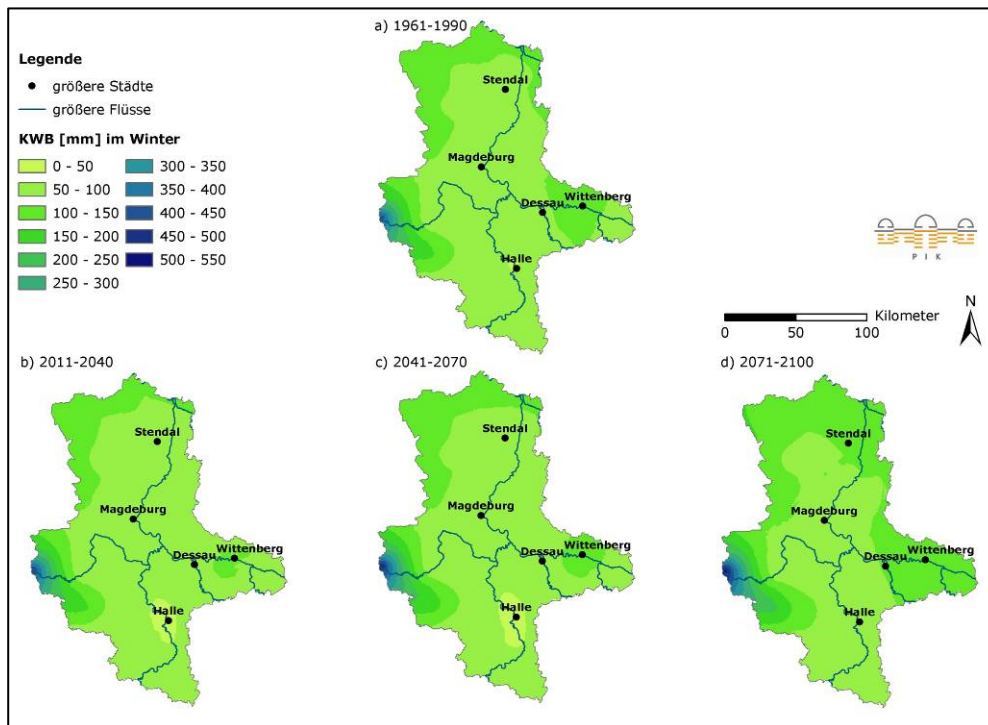 a) 1961-1990
Legende
größere Städte
größere Flüsse
KWB [mm] im Winter
0 - 50
50 - 100
100 - 150
150 - 200
200 - 250
250 - 300
300 - 350
350 - 400
400 - 450
450 - 500
500 - 550
Stendal
Magdeburg
Dessau
Wittenberg
Halle
P I K
Kilometer
0 50 100
N
b) 2011-2040
Stendal
Magdeburg
Dessau
Wittenberg
Halle
c) 2041-2070
Stendal
Magdeburg
Dessau
Wittenberg
Halle
d) 2071-2100
Stendal
Magdeburg
Dessau
Wittenberg
Halle